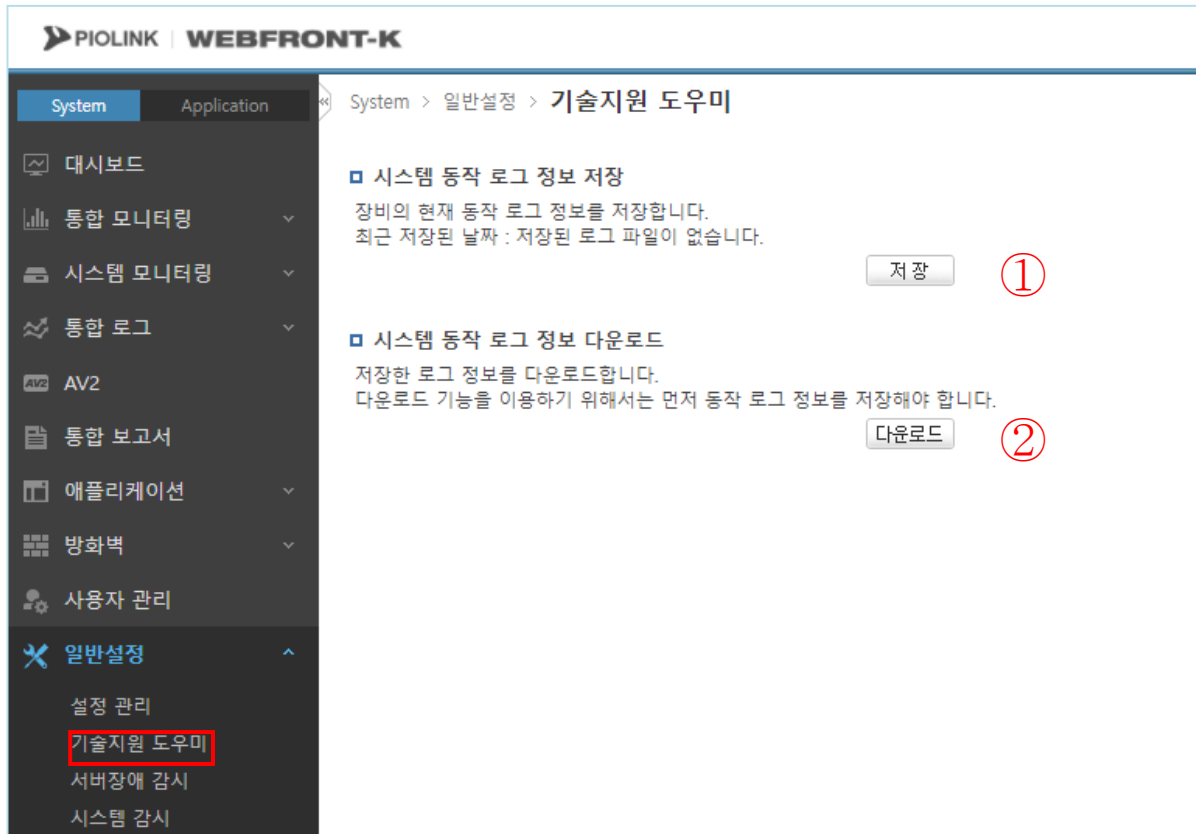 PIOLINK | WEBFRONT-K
System Application
« System > 일반설정 > 기술지원 도우미
대시보드
통합 모니터링
시스템 모니터링
통합 로그
AV2 AV2
통합 보고서
애플리케이션
방화벽
사용자 관리
일반설정
설정 관리
기술지원 도우미
서버장애 감시
시스템 감시
시스템 동작 로그 정보 저장
장비의 현재 동작 로그 정보를 저장합니다.
최근 저장된 날짜 : 저장된 로그 파일이 없습니다.
저 장 ①
시스템 동작 로그 정보 다운로드
저장한 로그 정보를 다운로드합니다.
다운로드 기능을 이용하기 위해서는 먼저 동작 로그 정보를 저장해야 합니다.
다운로드 ②